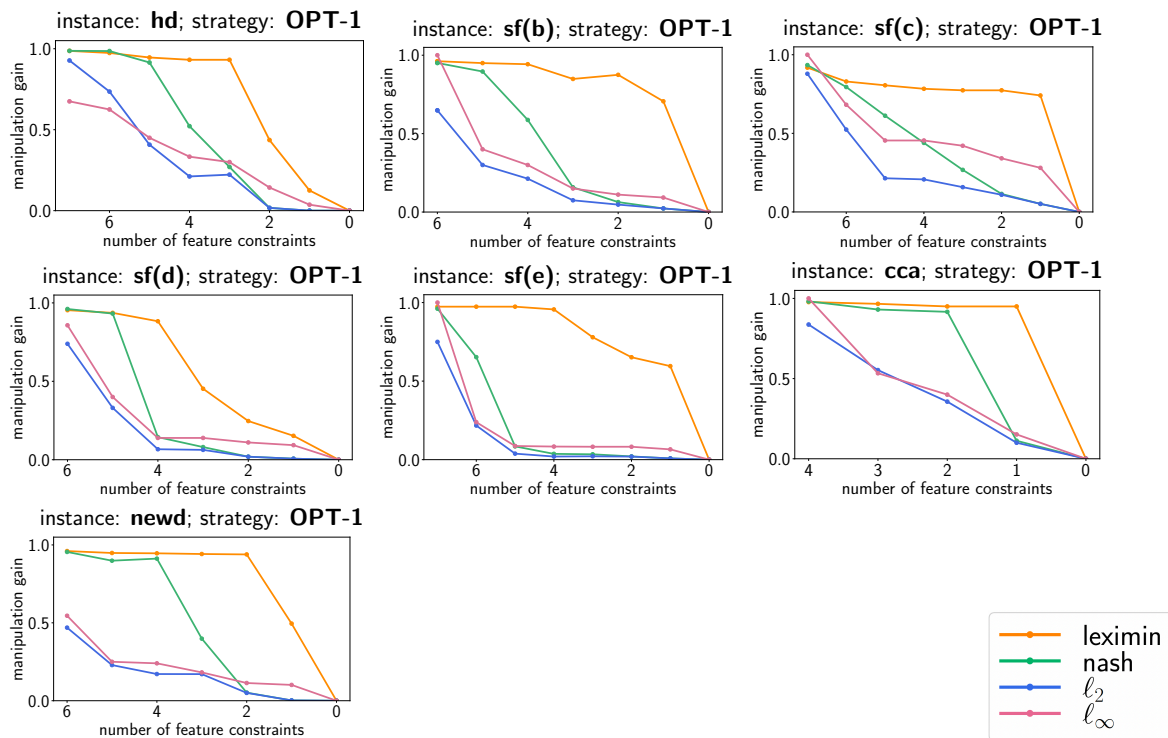 instance: hd; strategy: OPT-1
manipulation gain
1.0
0.5
0.0
6
4
2
0
number of feature constraints
instance: sf(b); strategy: OPT-1
manipulation gain
1.0
0.5
0.0
6
4
2
0
number of feature constraints
instance: sf(c); strategy: OPT-1
manipulation gain
1.0
0.5
0.0
6
4
2
0
number of feature constraints
instance: sf(d); strategy: OPT-1
manipulation gain
1.0
0.5
0.0
6
4
2
0
number of feature constraints
instance: sf(e); strategy: OPT-1
manipulation gain
1.0
0.5
0.0
6
4
2
0
number of feature constraints
instance: cca; strategy: OPT-1
manipulation gain
1.0
0.5
0.0
4
3
2
1
0
number of feature constraints
instance: newd; strategy: OPT-1
manipulation gain
1.0
0.5
0.0
6
4
2
0
number of feature constraints
leximin
nash
ℓ₂
ℓ∞